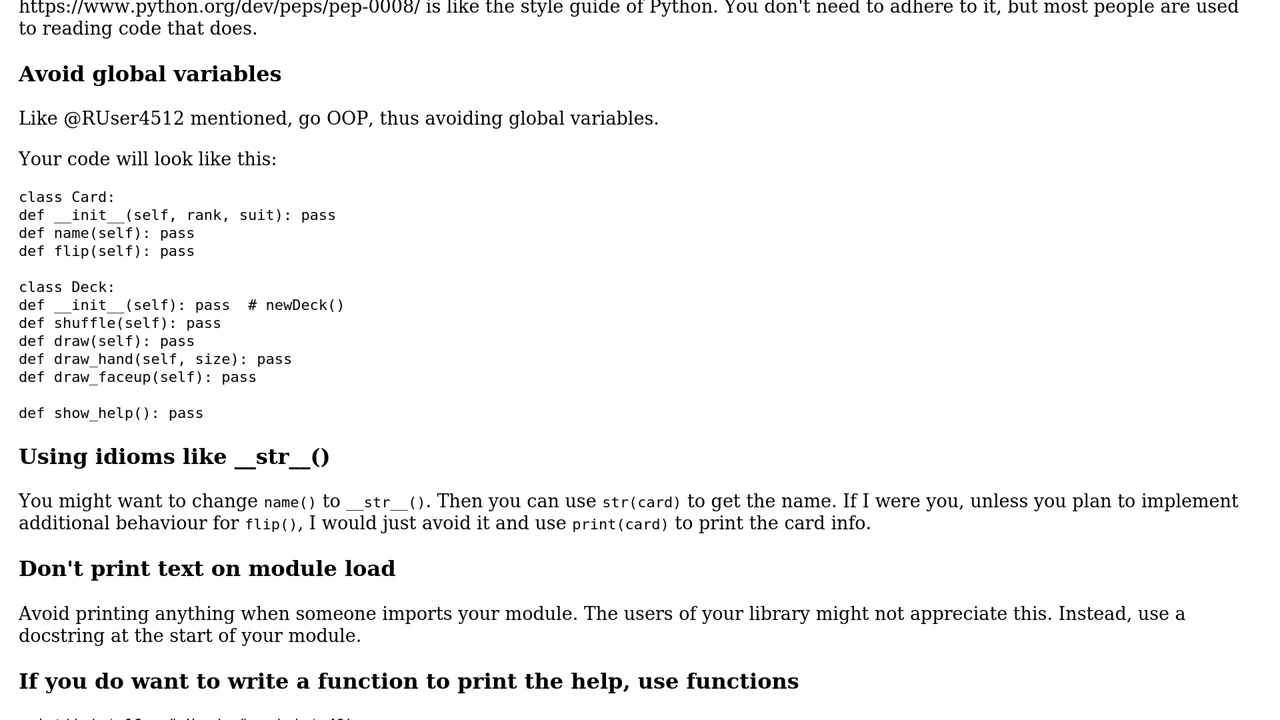 https://www.python.org/dev/peps/pep-0008/ is like the style guide of Python. You don't need to adhere to it, but most people are used
to reading code that does.
Avoid global variables
Like @RUser4512 mentioned, go OOP, thus avoiding global variables.
Your code will look like this:
class Card:
def __init__(self, rank, suit): pass
def name(self): pass
def flip(self): pass
class Deck:
def __init__(self): pass  # newDeck()
def shuffle(self): pass
def draw(self): pass
def draw_hand(self, size): pass
def draw_faceup(self): pass
def show_help(): pass
Using idioms like __str__()
You might want to change name() to __str__(). Then you can use str(card) to get the name. If I were you, unless you plan to implement
additional behaviour for flip(), I would just avoid it and use print(card) to print the card info.
Don't print text on module load
Avoid printing anything when someone imports your module. The users of your library might not appreciate this. Instead, use a
docstring at the start of your module.
If you do want to write a function to print the help, use functions